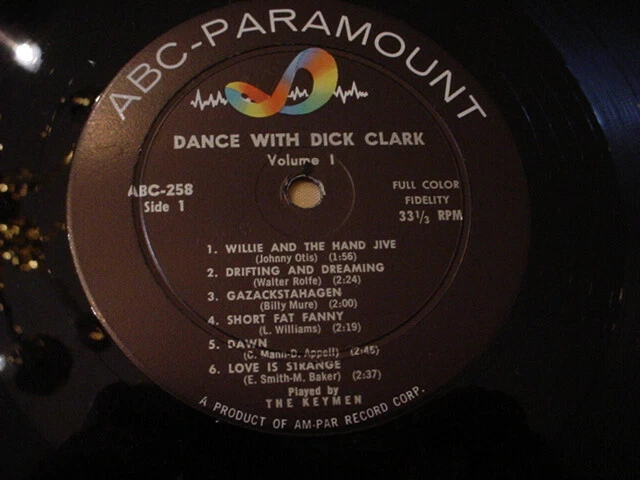 ABC-PARAMOUNT
DANCE WITH DICK CLARK
Volume 1
ABC-258
Side 1
FULL COLOR
FIDELITY
33 1/3 RPM
1. WILLIE AND THE HAND JIVE
(Johnny Otis) (1:56)
2. DRIFTING AND DREAMING
(Walter Rolfe) (2:24)
3. GAZACKSTAHAGEN
(Billy Mure) (2:00)
4. SHORT FAT FANNY
(L. Williams) (2:19)
5. DAWN
(C. Mann-D. Appell) (2:45)
6. LOVE IS STRANGE
(E. Smith-M. Baker) (2:37)
Played by
THE KEYMEN
A PRODUCT OF AM-PAR RECORD CORP.